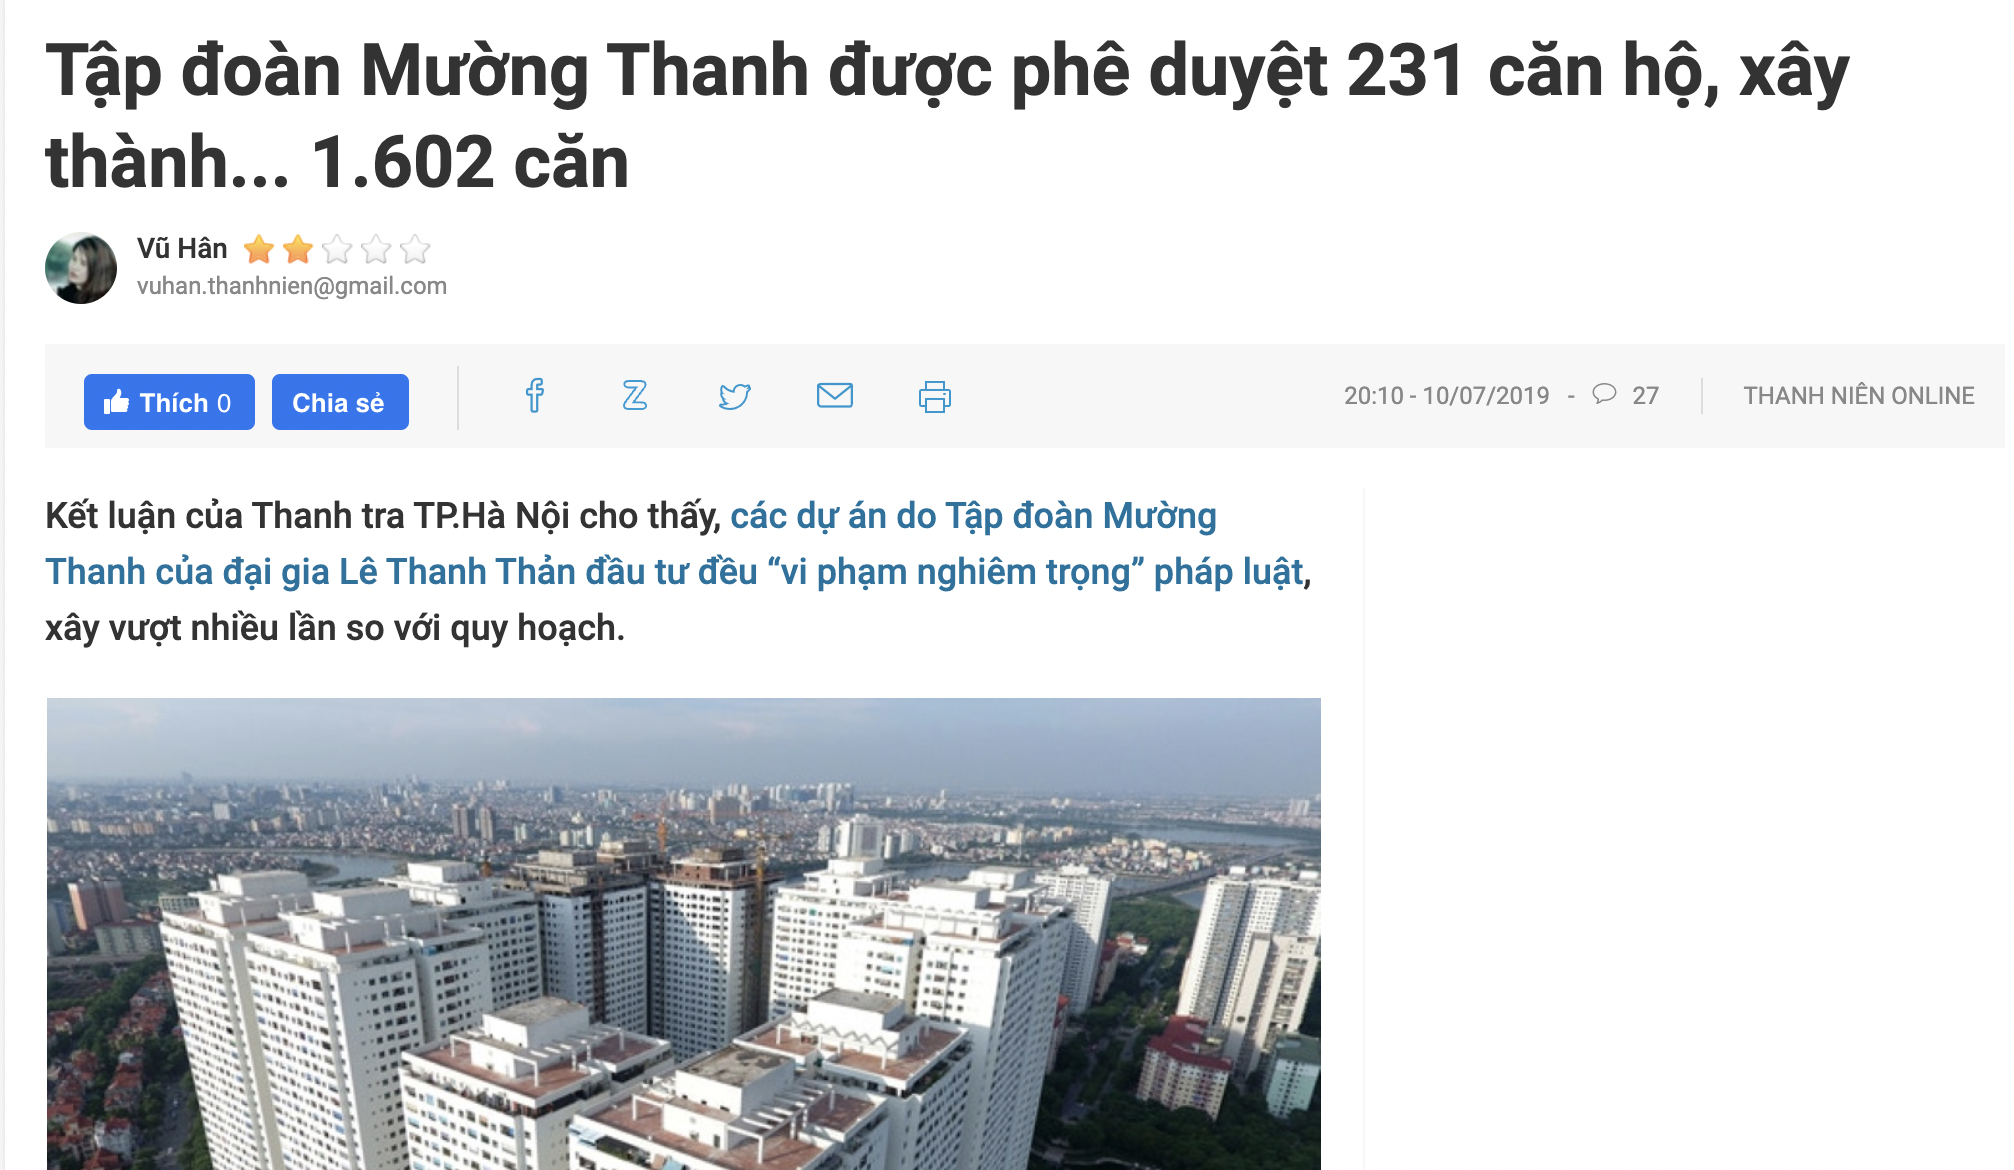 Tập đoàn Mường Thanh được phê duyệt 231 căn hộ, xây
thành... 1.602 căn
Vũ Hân
vuhan.thanhnien@gmail.com
Thích 0
Chia sẻ
20:10 - 10/07/2019 - 27
THANH NIÊN ONLINE
Kết luận của Thanh tra TP.Hà Nội cho thấy, các dự án do Tập đoàn Mường
Thanh của đại gia Lê Thanh Thản đầu tư đều “vi phạm nghiêm trọng” pháp luật,
xây vượt nhiều lần so với quy hoạch.